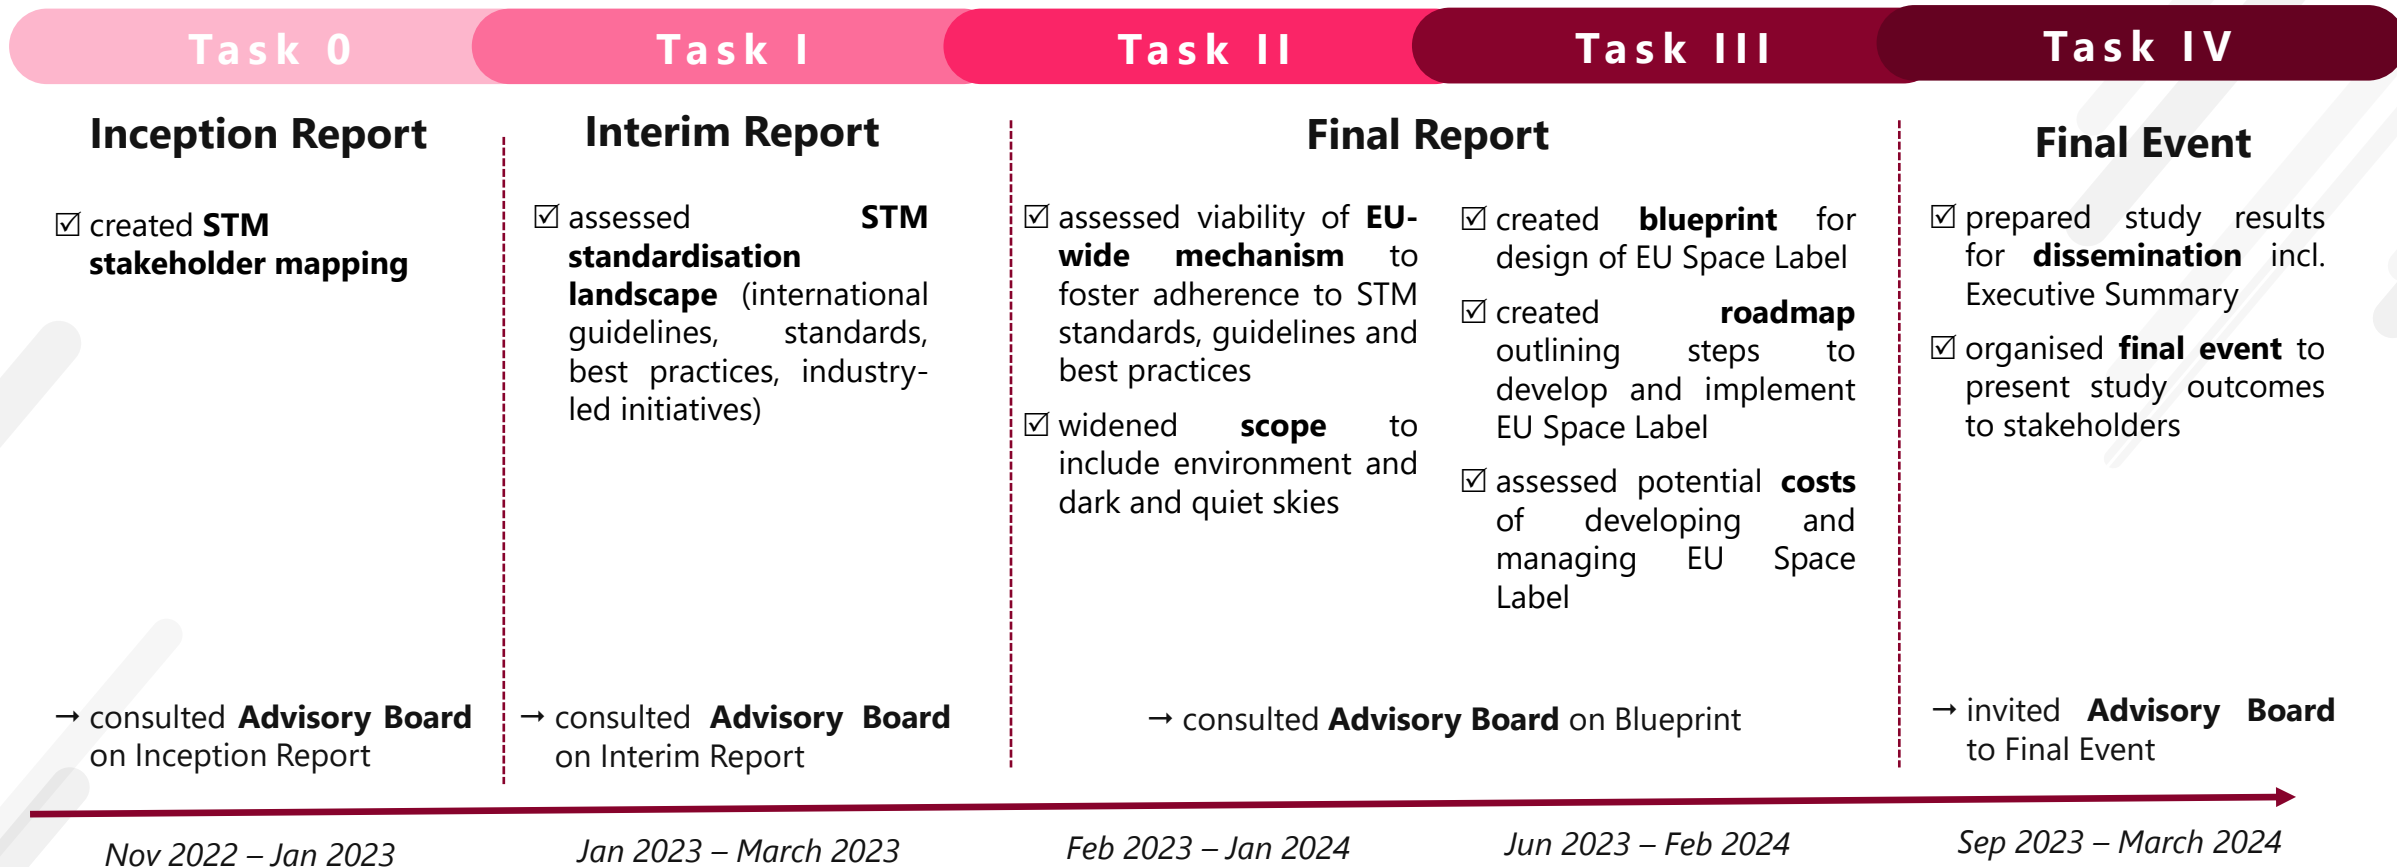 Task 0
Task I
Task II
Task III
Task IV
Inception Report
☑ created STM
stakeholder mapping
→ consulted Advisory Board
on Inception Report
Nov 2022 – Jan 2023
Interim Report
☑ assessed STM
standardisation
landscape (international
guidelines, standards,
best practices, industry-
led initiatives)
→ consulted Advisory Board
on Interim Report
Jan 2023 – March 2023
Final Report
☑ assessed viability of EU-
wide mechanism to
foster adherence to STM
standards, guidelines and
best practices
☑ widened scope to
include environment and
dark and quiet skies
☑ created blueprint for
design of EU Space Label
☑ created roadmap
outlining steps to
develop and implement
EU Space Label
☑ assessed potential costs
of developing and
managing EU Space
Label
→ consulted Advisory Board on Blueprint
Feb 2023 – Jan 2024
Jun 2023 – Feb 2024
Final Event
☑ prepared study results
for dissemination incl.
Executive Summary
☑ organised final event to
present study outcomes
to stakeholders
→ invited Advisory Board
to Final Event
Sep 2023 – March 2024